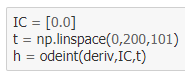 IC = [0.0]
t = np.linspace(0,200,101)
h = odeint(deriv,IC,t)